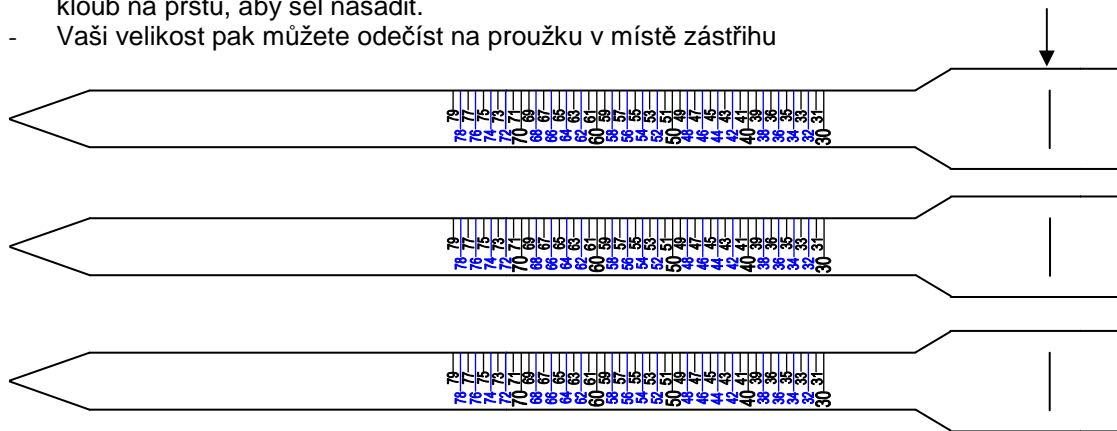 kloub na prstu, aby šel nasadit.
- Vaši velikost pak můžete odečíst na proužku v místě zástřihu
79 77 75 73 71 69 67 65 63 61 59 57 55 53 51 49 47 45 43 41 39 36 35 33 31
78 76 74 72 70 68 66 64 62 60 58 56 54 52 50 48 46 44 42 40 38 36 34 32 30
79 77 75 73 71 69 67 65 63 61 59 57 55 53 51 49 47 45 43 41 39 36 35 33 31
78 76 74 72 70 68 66 64 62 60 58 56 54 52 50 48 46 44 42 40 38 36 34 32 30
79 77 75 73 71 69 67 65 63 61 59 57 55 53 51 49 47 45 43 41 39 36 35 33 31
78 76 74 72 70 68 66 64 62 60 58 56 54 52 50 48 46 44 42 40 38 36 34 32 30